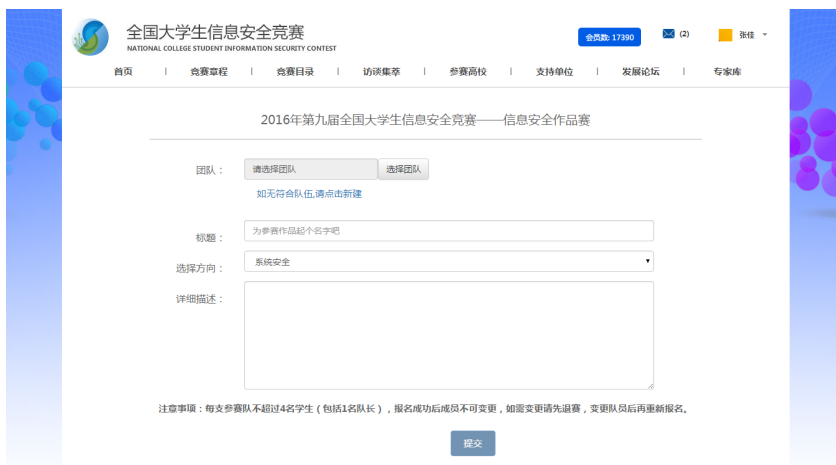 全国大学生信息安全竞赛
NATIONAL COLLEGE STUDENT INFORMATION SECURITY CONTEST
会员数: 17390
(2)
张佳
首页 | 竞赛章程 | 竞赛目录 | 访谈集萃 | 参赛高校 | 支持单位 | 发展论坛 | 专家库
2016年第九届全国大学生信息安全竞赛——信息安全作品赛
团队： 请选择团队 选择团队
如无符合队伍,请点击新建
标题： 为参赛作品起个名字吧
选择方向： 系统安全
详细描述：
注意事项：每支参赛队不超过4名学生（包括1名队长），报名成功后成员不可变更，如需变更请先退赛，变更队员后再重新报名。
提交